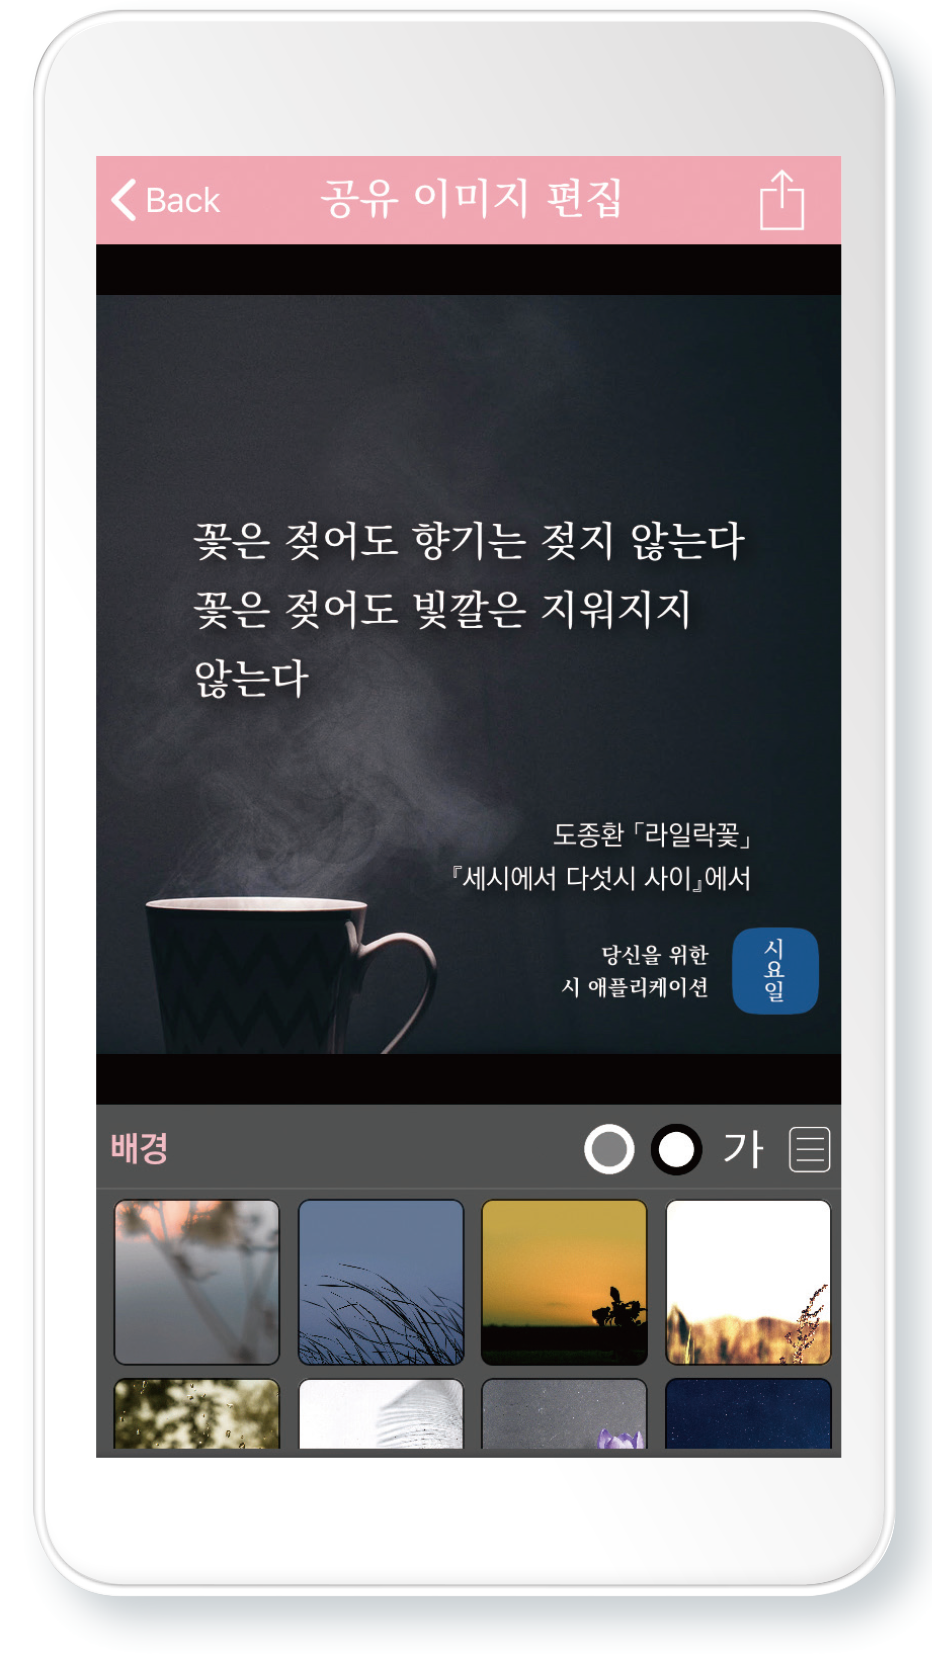 Back
공유 이미지 편집
꽃은 젖어도 향기는 젖지 않는다
꽃은 젖어도 빛깔은 지워지지
않는다
도종환 「라일락꽃」
『세시에서 다섯시 사이』에서
당신을 위한
시 애플리케이션
시
요
일
배경
가